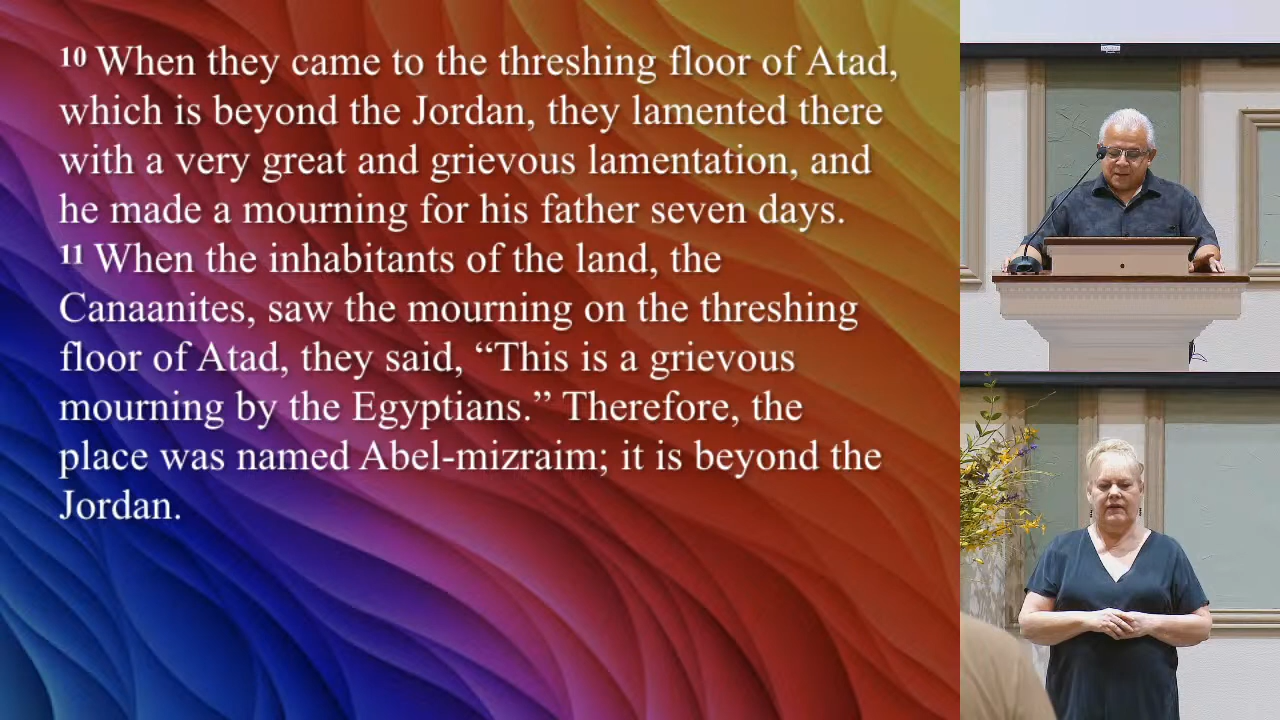 10 When they came to the threshing floor of Atad,
which is beyond the Jordan, they lamented there
with a very great and grievous lamentation, and
he made a mourning for his father seven days.
11 When the inhabitants of the land, the
Canaanites, saw the mourning on the threshing
floor of Atad, they said, “This is a grievous
mourning by the Egyptians.” Therefore, the
place was named Abel-mizraim; it is beyond the
Jordan.